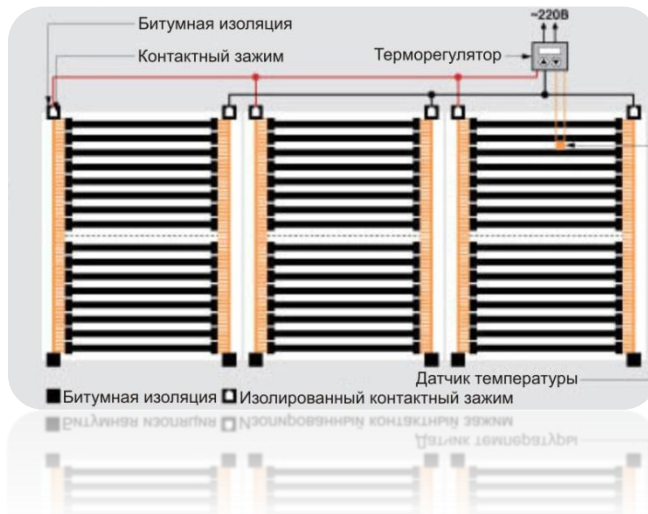 Битумная изоляция
~220В
Контактный зажим
Терморегулятор
Датчик температуры
Битумная изоляция
Изолированный контактный зажим